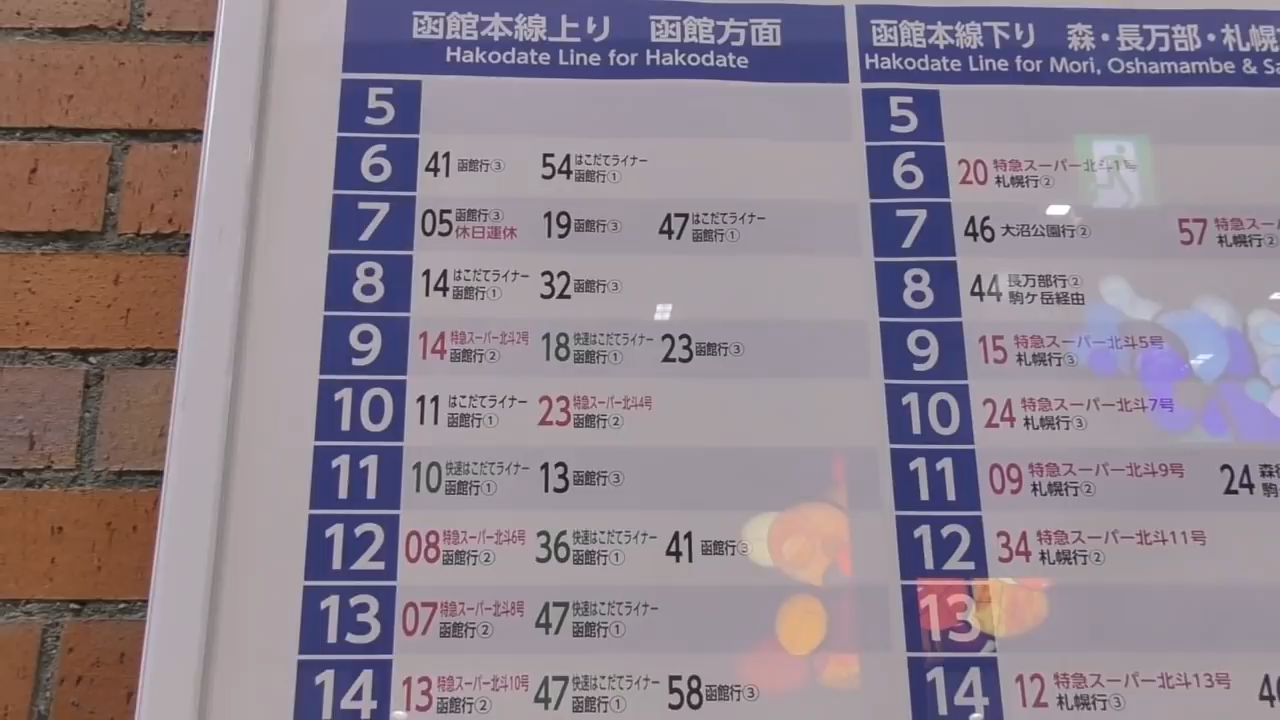 函館本線上り 函館方面
Hakodate Line for Hakodate
5
6 41 函館行③ 54 はこだてライナー 函館行①
7 05 函館行③ 休日運休 19 函館行③ 47 はこだてライナー 函館行①
8 14 はこだてライナー 函館行① 32 函館行③
9 14 特急スーパー北斗2号 函館行② 18 快速はこだてライナー 函館行① 23 函館行③
10 11 はこだてライナー 函館行① 23 特急スーパー北斗4号 函館行②
11 10 快速はこだてライナー 函館行① 13 函館行③
12 08 特急スーパー北斗6号 函館行② 36 快速はこだてライナー 函館行① 41 函館行③
13 07 特急スーパー北斗8号 函館行② 47 快速はこだてライナー 函館行①
14 13 特急スーパー北斗10号 函館行② 47 快速はこだてライナー 函館行① 58 函館行③
函館本線下り 森・長万部・札幌
Hakodate Line for Mori, Oshamambe & Sa
5
6 20 特急スーパー北斗1号 札幌行②
7 46 大沼公園行② 57 特急スー 札幌行②
8 44 長万部行② 駒ケ岳経由
9 15 特急スーパー北斗5号 札幌行③
10 24 特急スーパー北斗7号 札幌行③
11 09 特急スーパー北斗9号 札幌行② 24 森 駒
12 34 特急スーパー北斗11号 札幌行②
13
14 12 特急スーパー北斗13号 札幌行③